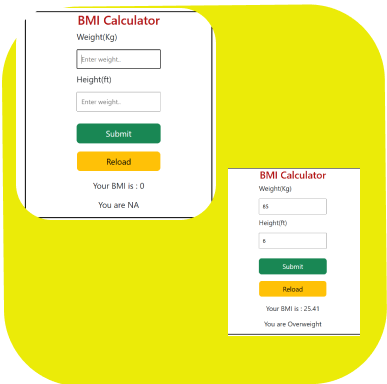 BMI Calculator
Weight(Kg)
Enter weight..
Height(ft)
Enter weight..
Submit
Reload
Your BMI is : 0
You are NA
BMI Calculator
Weight(Kg)
85
Height(ft)
6
Submit
Reload
Your BMI is : 25.41
You are Overweight